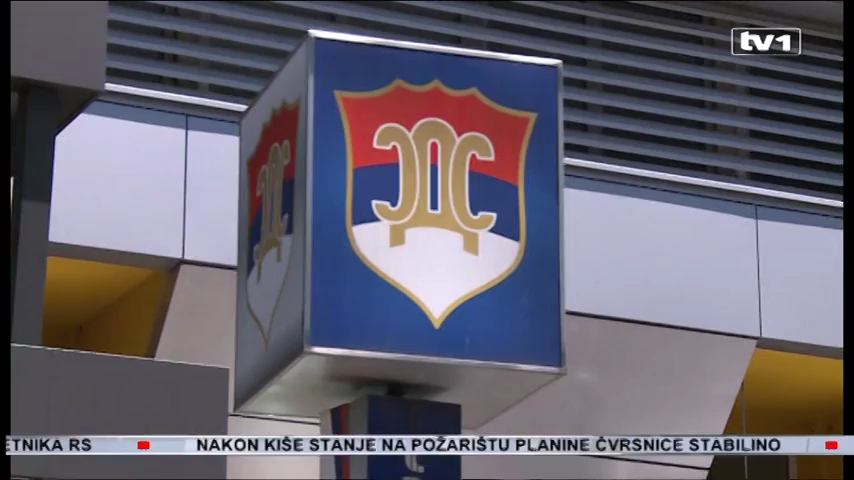 tv1
СДС
ETNIKA RS
NAKON KIŠE STANJE NA POŽARIŠTU PLANINE ČVRSNICE STABILINO